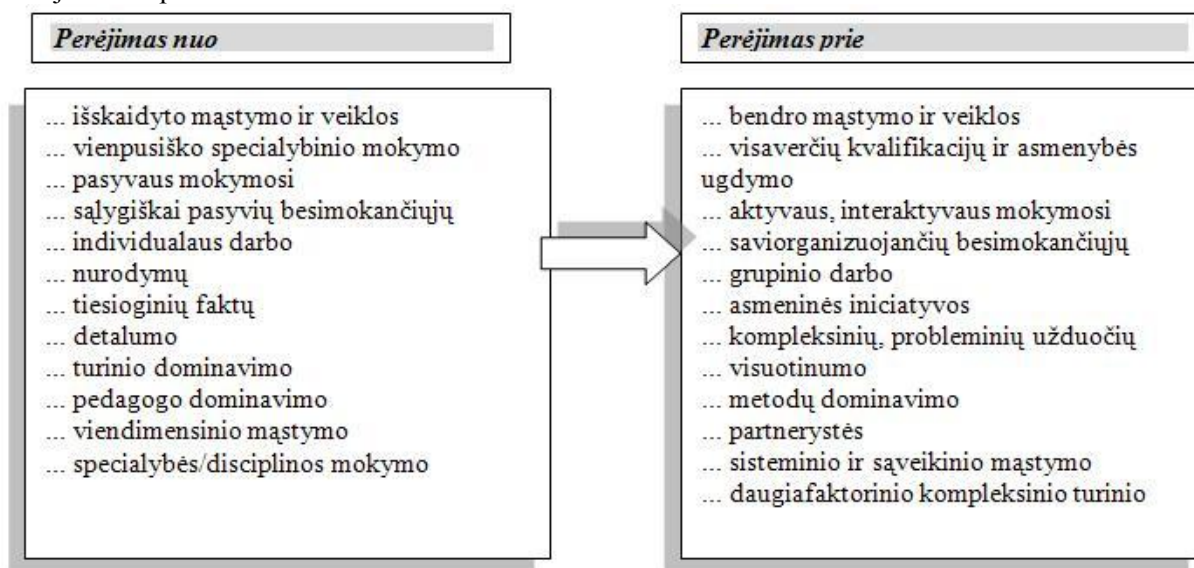 Perėjimas nuo
... išskaidyto mąstymo ir veiklos
... vienpusiško specialybinio mokymo
... pasyvaus mokymosi
... sąlygiškai pasyvių besimokančiųjų
... individualaus darbo
... nurodymų
... tiesioginių faktų
... detalumo
... turinio dominavimo
... pedagogo dominavimo
... viendimensinio mąstymo
... specialybės/disciplinos mokymo
Perėjimas prie
... bendro mąstymo ir veiklos
... visaverčių kvalifikacijų ir asmenybės
ugdymo
... aktyvaus, interaktyvaus mokymosi
... saviorganizuojančių besimokančiųjų
... grupinio darbo
... asmeninės iniciatyvos
... kompleksinių, probleminių užduočių
... visuotinumo
... metodų dominavimo
... partnerystės
... sisteminio ir sąveikinio mąstymo
... daugiafaktorinio kompleksinio turinio